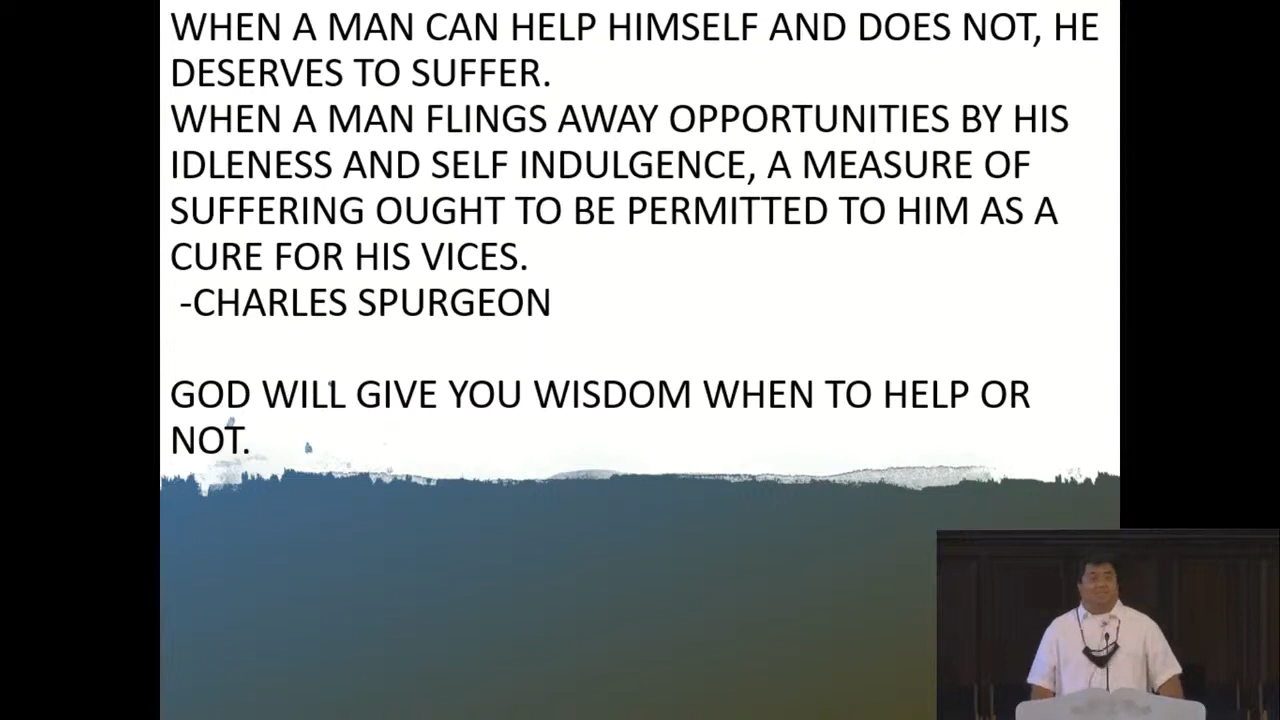 WHEN A MAN CAN HELP HIMSELF AND DOES NOT, HE
DESERVES TO SUFFER.
WHEN A MAN FLINGS AWAY OPPORTUNITIES BY HIS
IDLENESS AND SELF INDULGENCE, A MEASURE OF
SUFFERING OUGHT TO BE PERMITTED TO HIM AS A
CURE FOR HIS VICES.
-CHARLES SPURGEON
GOD WILL GIVE YOU WISDOM WHEN TO HELP OR
NOT.